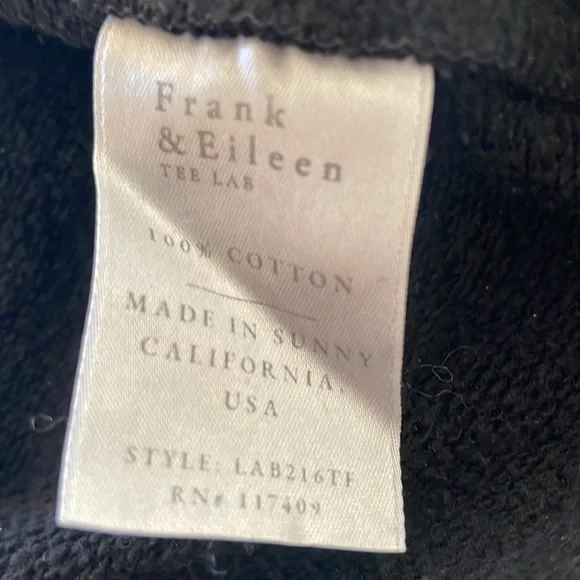 Frank
& Eileen
TEE LAB
100% COTTON
MADE IN SUNNY
CALIFORNIA,
USA
STYLE: LAB216TF
RN# 117409